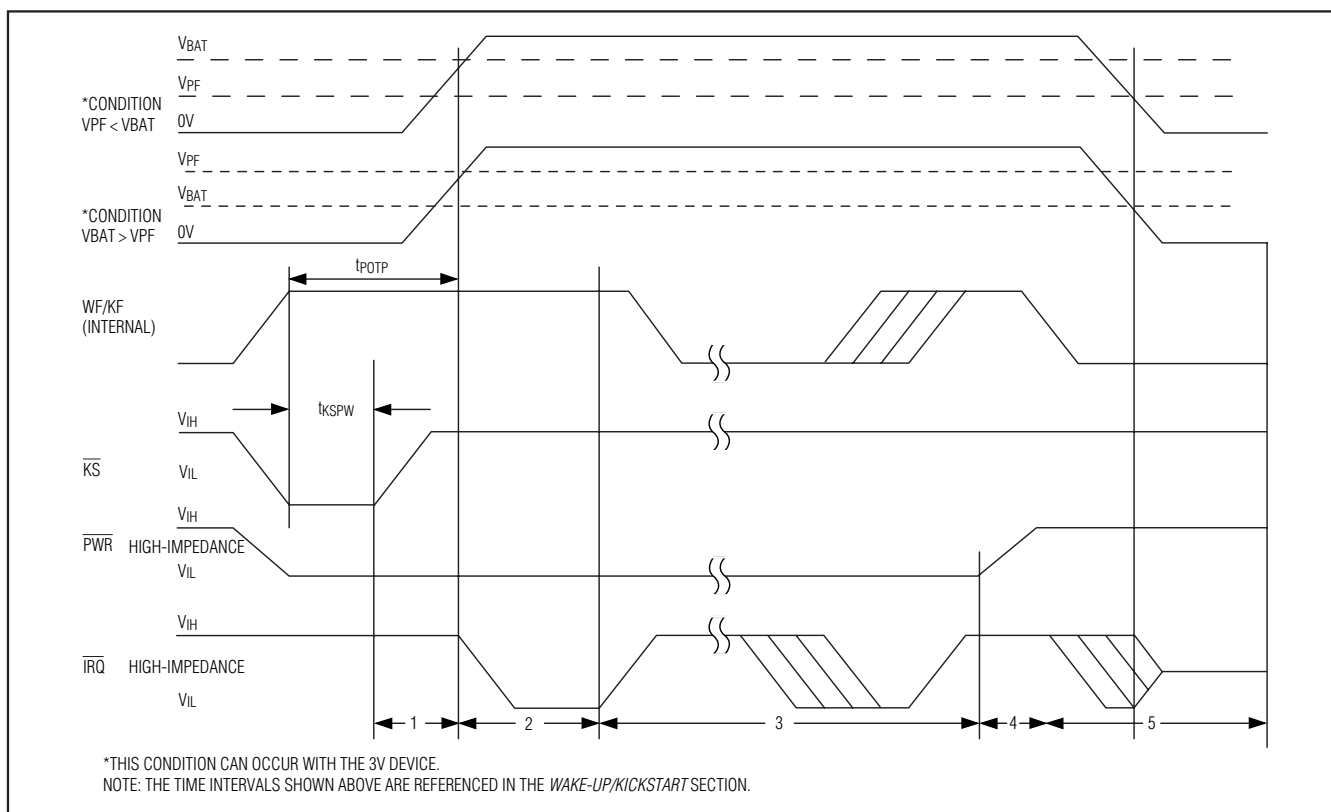 VBAT
VPF
*CONDITION
VPF < VBAT
0V
VPF
VBAT
*CONDITION
VBAT > VPF
0V
tPOTP
WF/KF
(INTERNAL)
tKSPW
VIH
KS
VIL
VIH
PWR HIGH-IMPEDANCE
VIL
VIH
IRQ HIGH-IMPEDANCE
VIL
1 2 3 4 5
*THIS CONDITION CAN OCCUR WITH THE 3V DEVICE.
NOTE: THE TIME INTERVALS SHOWN ABOVE ARE REFERENCED IN THE WAKE-UP/KICKSTART SECTION.